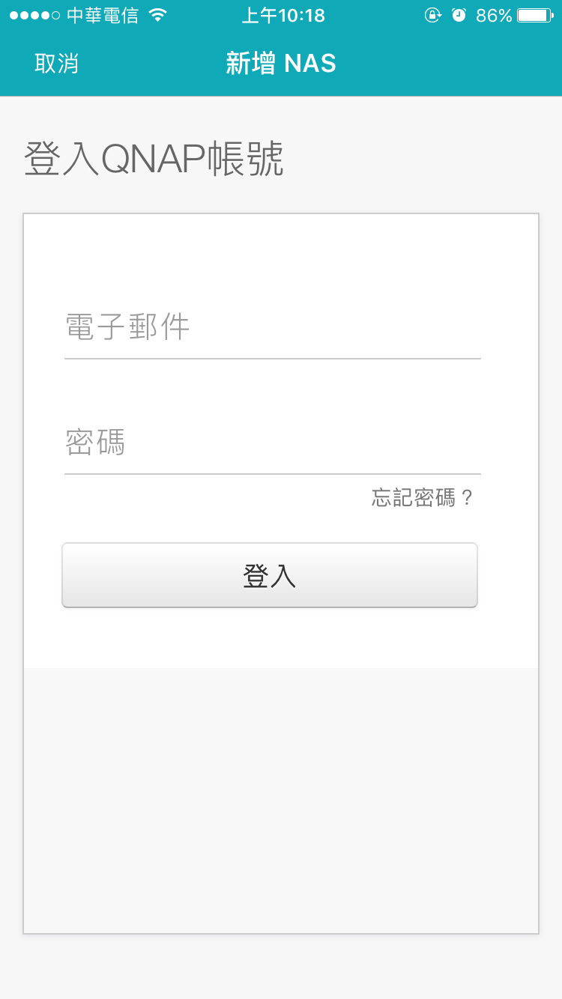 中華電信 上午10:18 86%
取消 新增 NAS
登入QNAP帳號
電子郵件
密碼
忘記密碼？
登入